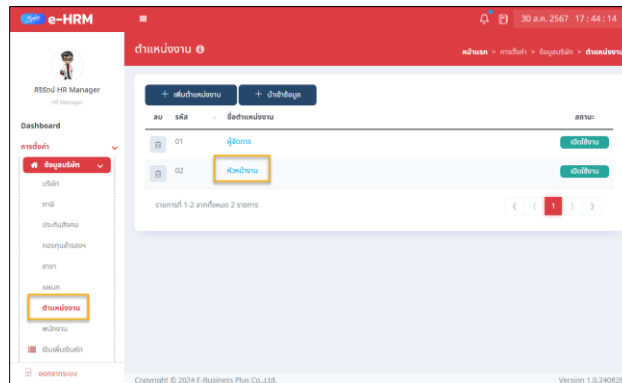 e-HRM
30 ส.ค. 2567 17:44:14
ตำแหน่งงาน
หน้าแรก > การตั้งค่า > ข้อมูลบริษัท > ตำแหน่งงาน
ศิริรัตน์ HR Manager
HR Manager
Dashboard
การตั้งค่า
ข้อมูลบริษัท
บริษัท
ภาษี
ประกันสังคม
กองทุนสำรองฯ
สาขา
แผนก
ตำแหน่งงาน
พนักงาน
เงินเพิ่มเงินหัก
ออกจากระบบ
+ เพิ่มตำแหน่งงาน
+ นำเข้าข้อมูล
ลบ รหัส ชื่อตำแหน่งงาน สถานะ
01 ผู้จัดการ เปิดใช้งาน
02 หัวหน้างาน เปิดใช้งาน
รายการที่ 1-2 จากทั้งหมด 2 รายการ
1
Copyright © 2024 E-Business Plus Co.,Ltd.
Version 1.0.240828